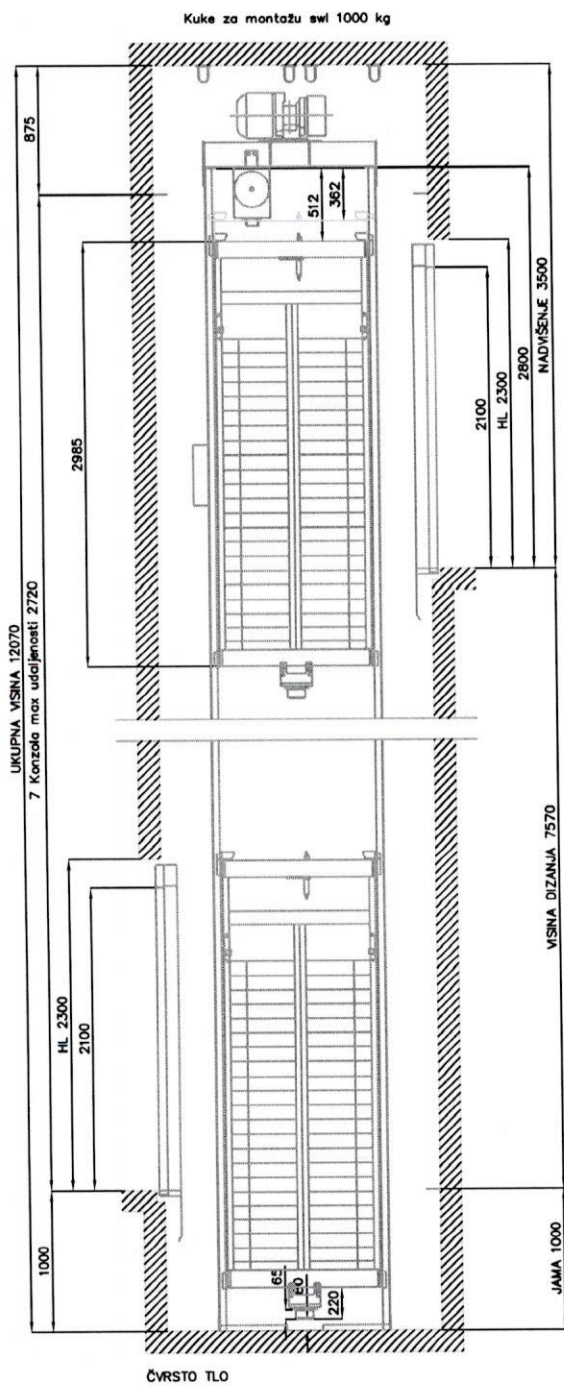 Kuke za montažu swl 1000 kg
875
UKUPNA VISINA 12070
7 Konzola max udaljenosti 2720
2985
512
362
2100
HL 2300
2800
NADVIŠENJE 3500
HL 2300
2100
1000
VISINA DIZANJA 7570
JAMA 1000
65
80
220
ČVRSTO TLO